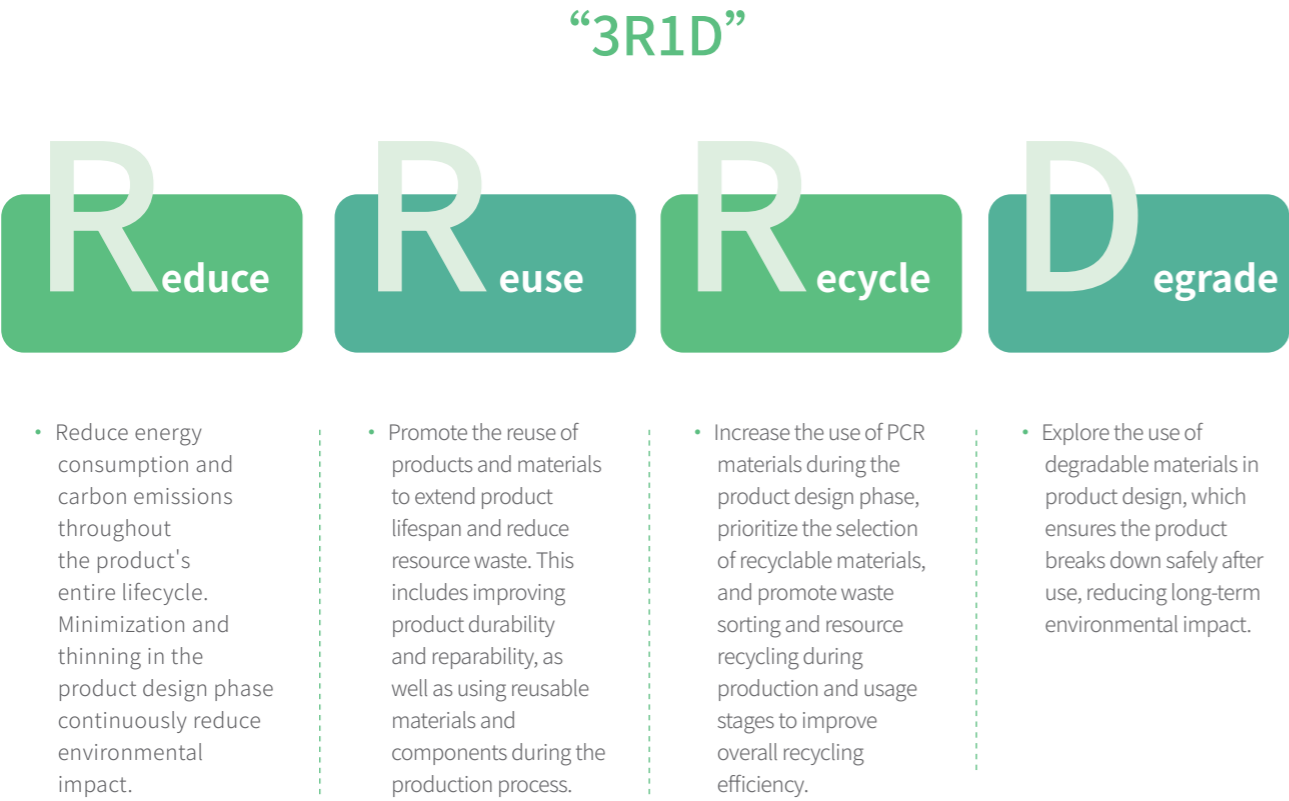 “3R1D”
Reduce
Reuse
Recycle
Degrade
• Reduce energy
consumption and
carbon emissions
throughout
the product's
entire lifecycle.
Minimization and
thinning in the
product design phase
continuously reduce
environmental
impact.
• Promote the reuse of
products and materials
to extend product
lifespan and reduce
resource waste. This
includes improving
product durability
and reparability, as
well as using reusable
materials and
components during the
production process.
• Increase the use of PCR
materials during the
product design phase,
prioritize the selection
of recyclable materials,
and promote waste
sorting and resource
recycling during
production and usage
stages to improve
overall recycling
efficiency.
• Explore the use of
degradable materials in
product design, which
ensures the product
breaks down safely after
use, reducing long-term
environmental impact.